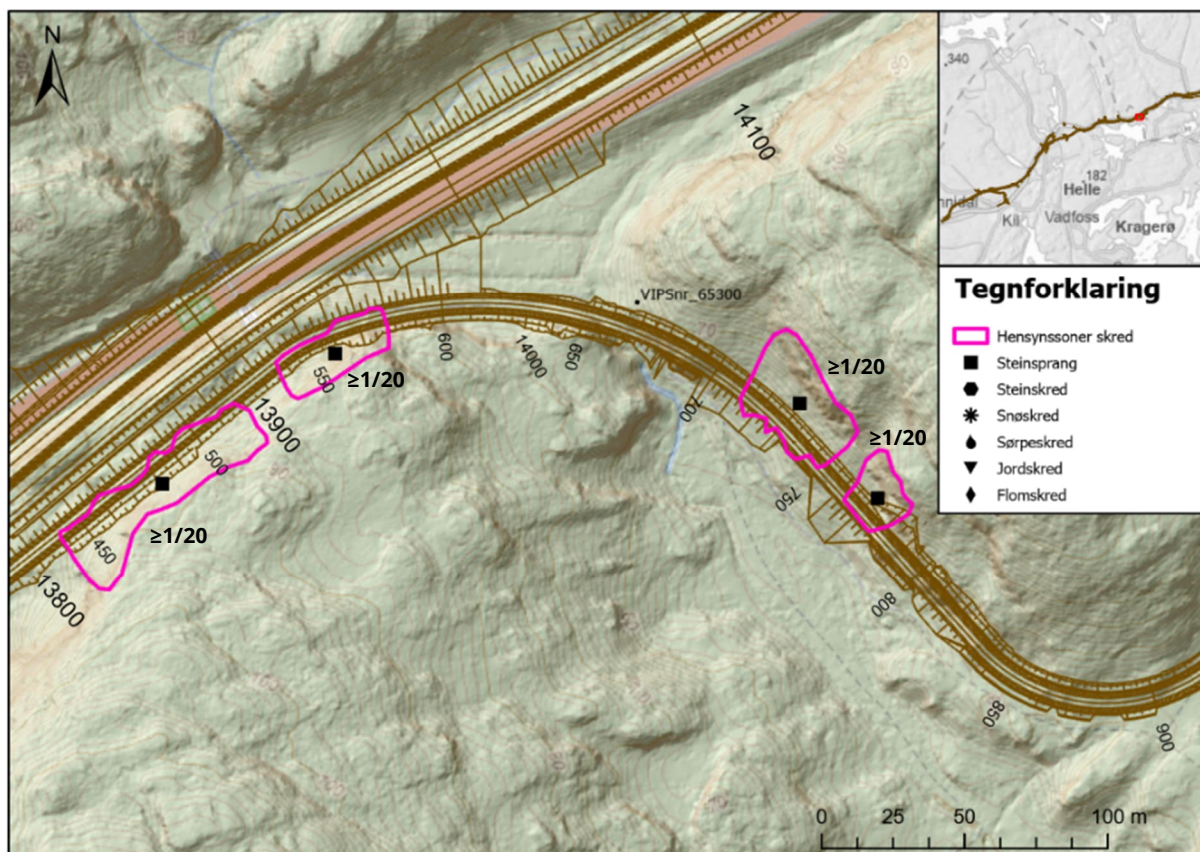 N
14100
VIPSnr_65300
600
14000
650
≥1/20
550
≥1/20
700
13900
≥1/20
500
750
≥1/20
450
13800
800
850
900
0 25 50 100 m
.340
182
Helle
Kil
Vadfoss
Kragerø
Tegnforklaring
Hensynssoner skred
Steinsprang
Steinskred
Snøskred
Sørpeskred
Jordskred
Flomskred